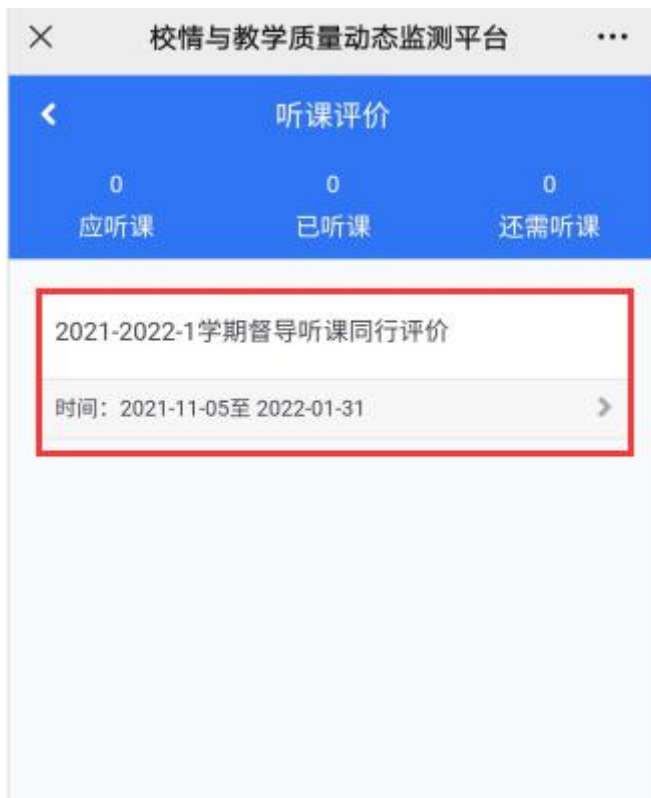 校情与教学质量动态监测平台
听课评价
0 0 0
应听课 已听课 还需听课
2021-2022-1学期督导听课同行评价
时间：2021-11-05至 2022-01-31